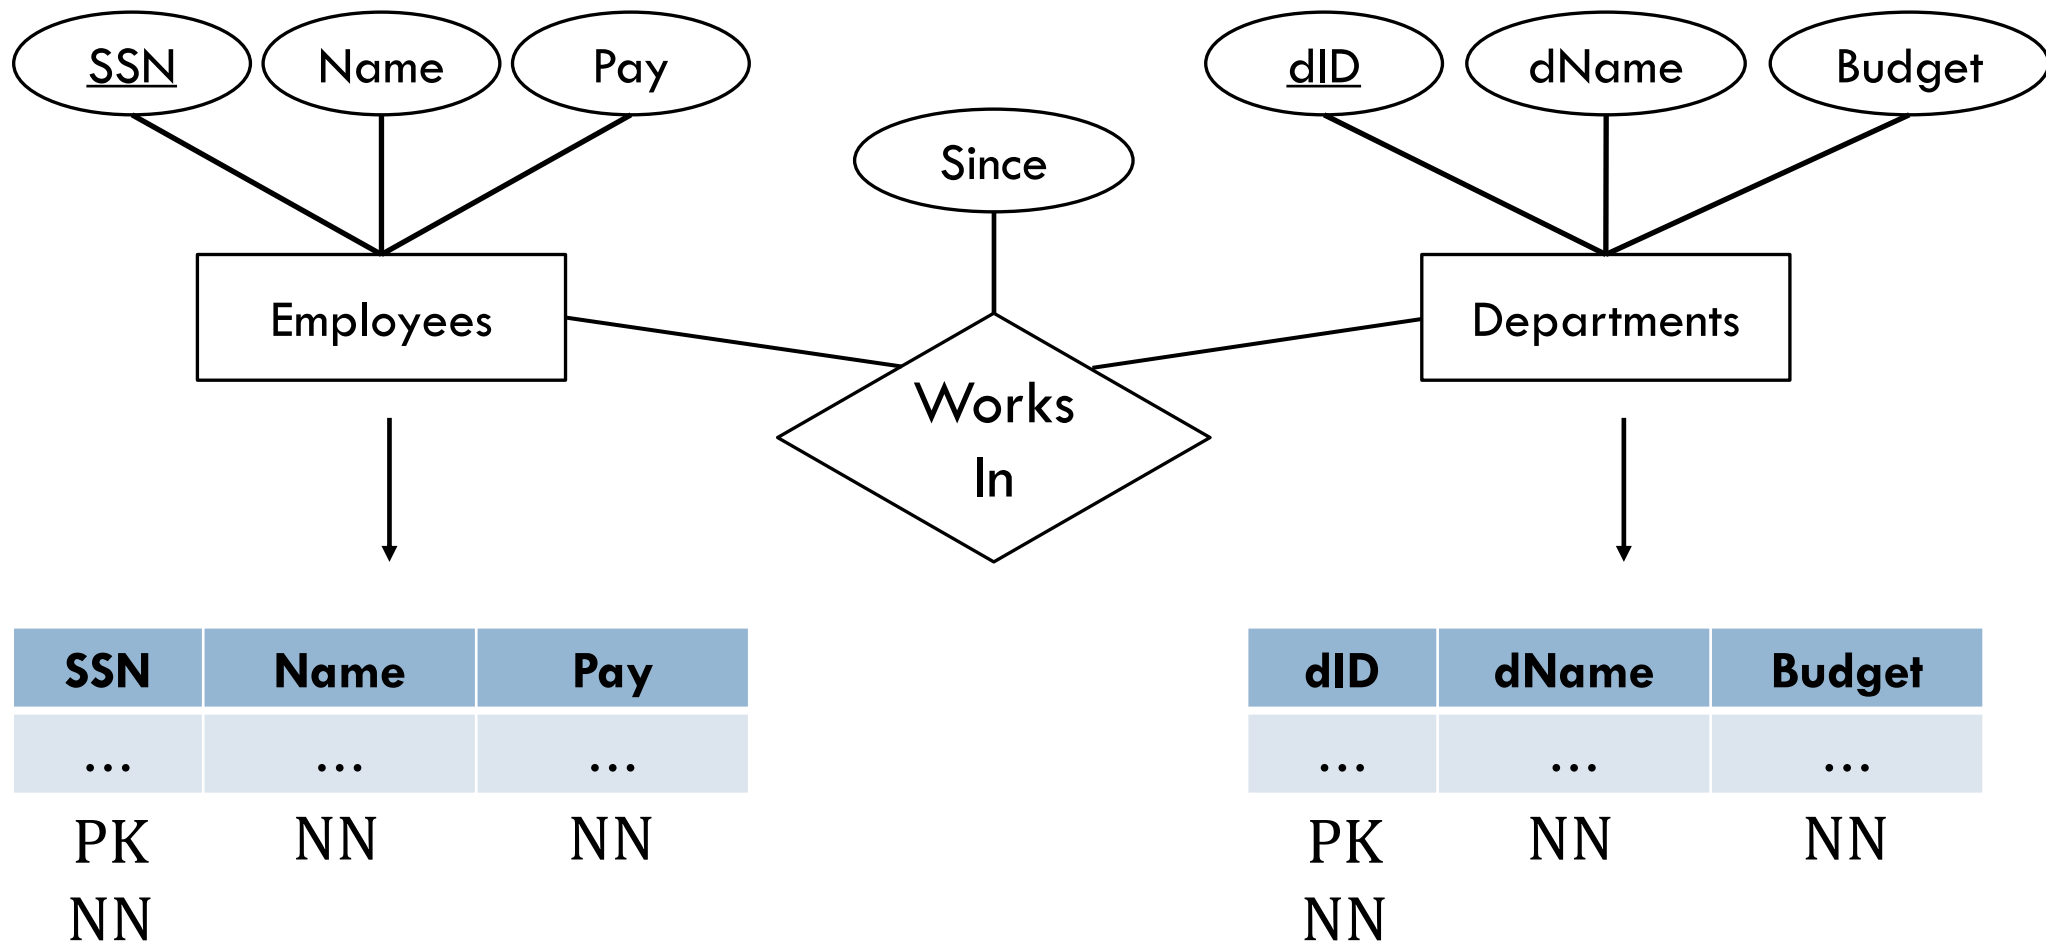 SSN Name Pay dID dName Budget
Since
Employees Departments
Works
In
SSN Name Pay dID dName Budget
... ... ... ... ... ...
PK NN NN PK NN NN
NN NN